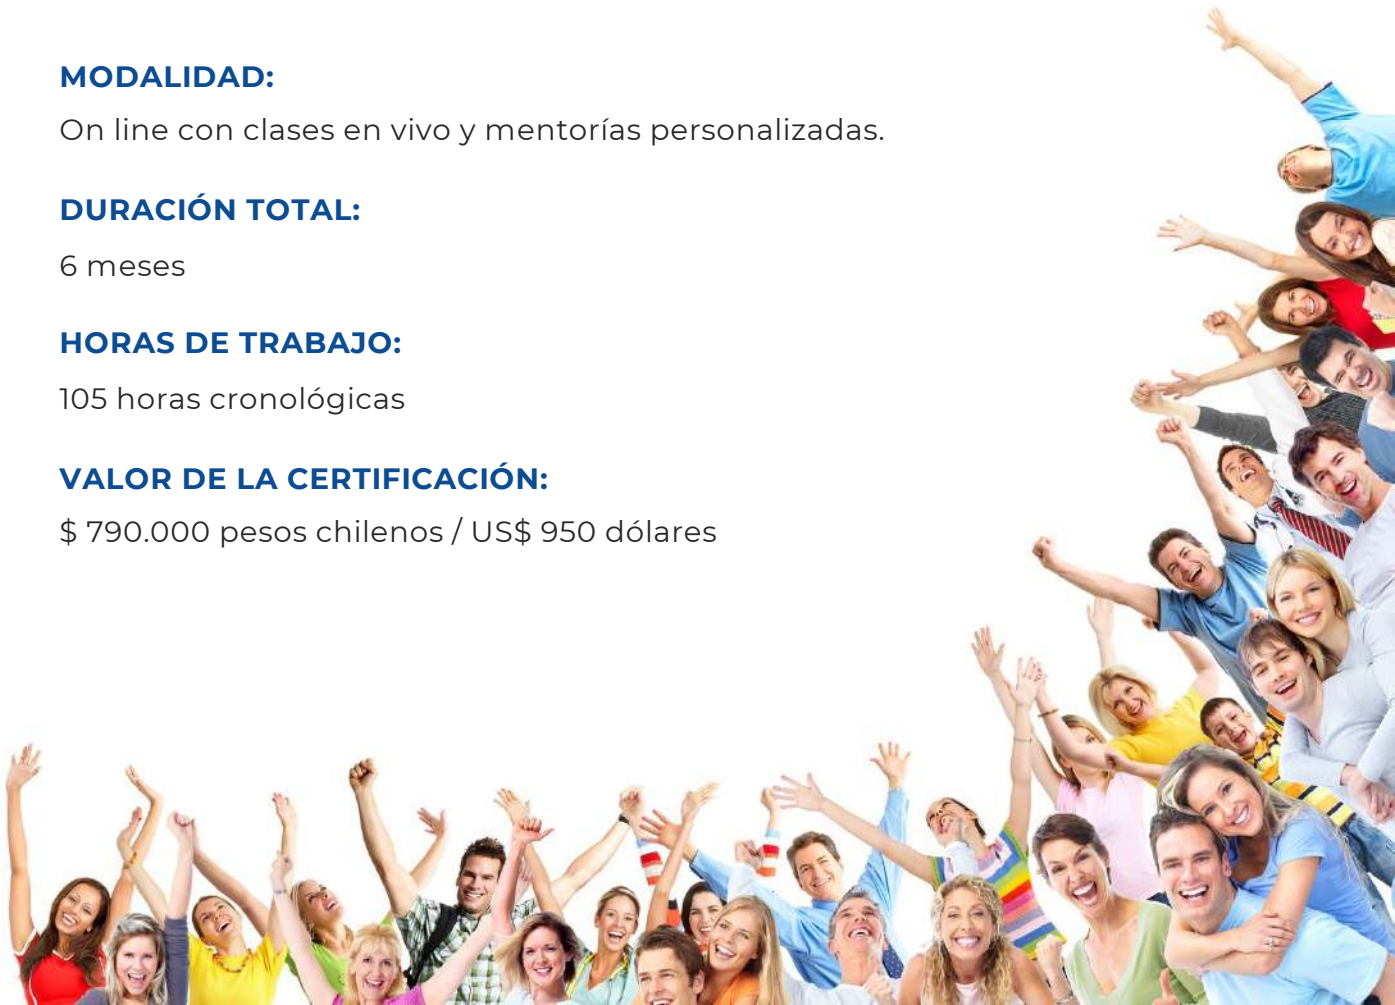 MODALIDAD:
On line con clases en vivo y mentorías personalizadas.
DURACIÓN TOTAL:
6 meses
HORAS DE TRABAJO:
105 horas cronológicas
VALOR DE LA CERTIFICACIÓN:
$ 790.000 pesos chilenos / US$ 950 dólares